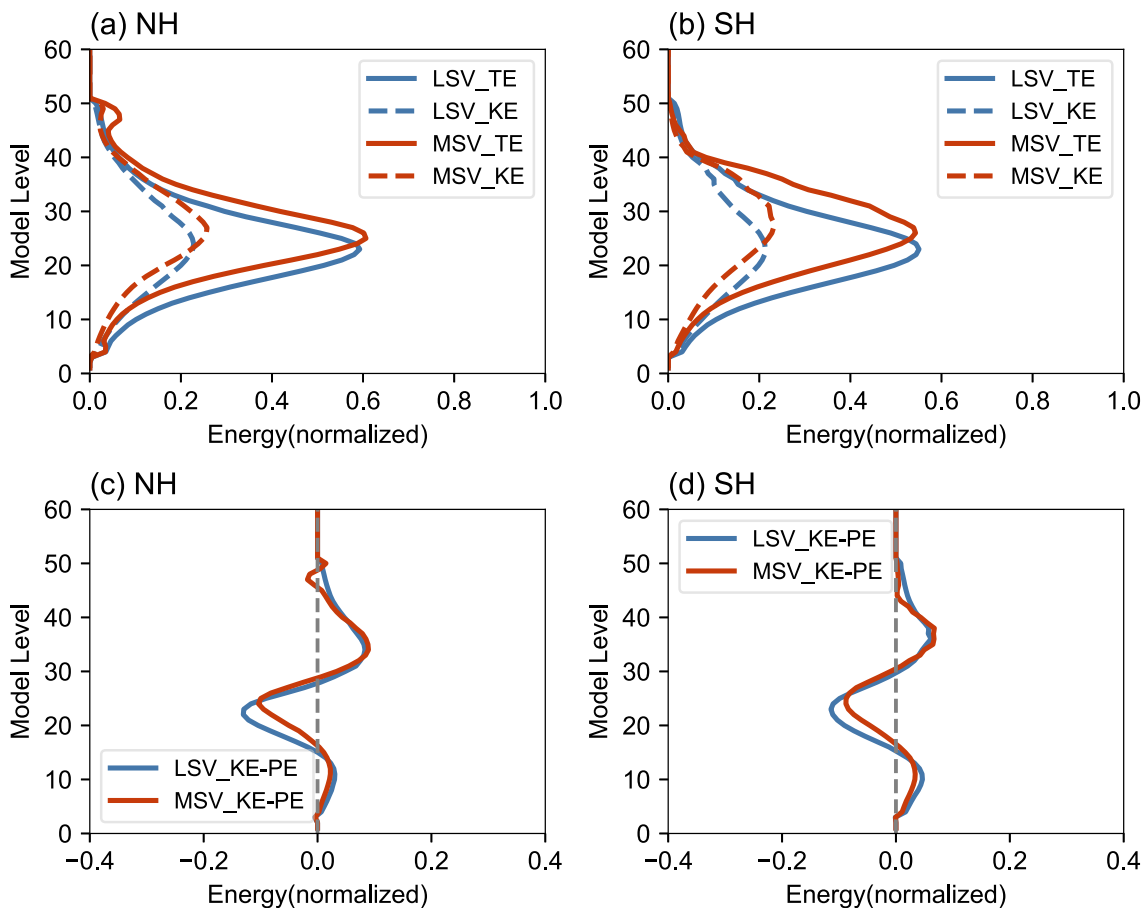 (a) NH
60
50
40
30
20
10
0
Model Level
LSV_TE
LSV_KE
MSV_TE
MSV_KE
0.0 0.2 0.4 0.6 0.8 1.0
Energy(normalized)
(b) SH
60
50
40
30
20
10
0
Model Level
LSV_TE
LSV_KE
MSV_TE
MSV_KE
0.0 0.2 0.4 0.6 0.8 1.0
Energy(normalized)
(c) NH
60
50
40
30
20
10
0
Model Level
LSV_KE-PE
MSV_KE-PE
−0.4 −0.2 0.0 0.2 0.4
Energy(normalized)
(d) SH
60
50
40
30
20
10
0
Model Level
LSV_KE-PE
MSV_KE-PE
−0.4 −0.2 0.0 0.2 0.4
Energy(normalized)